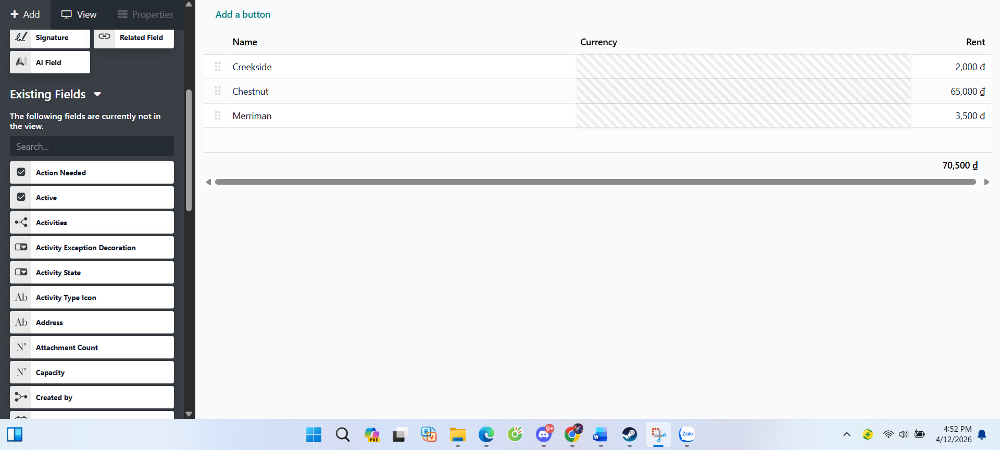 Add
View
Properties
Signature
Related Field
AI Field
Existing Fields
The following fields are currently not in
the view.
Search...
Action Needed
Active
Activities
Activity Exception Decoration
Activity State
Ab Activity Type Icon
Ab Address
N° Attachment Count
N° Capacity
Created by
Add a button
Name Currency Rent
Creekside 2,000 ₫
Chestnut 65,000 ₫
Merriman 3,500 ₫
70,500 ₫
PRE
E
V
9+
W
Zalo
4:52 PM
4/12/2026